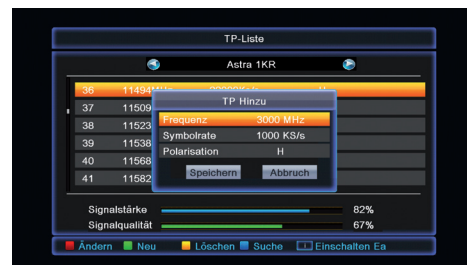 TP-Liste
Astra 1KR
36 11494
TP Hinzu
37 11509
Frequenz 3000 MHz
38 11523
Symbolrate 1000 KS/s
39 11538
Polarisation H
40 11568
Speichern Abbruch
41 11582
Signalstärke 82%
Signalqualität 67%
Ändern Neu Löschen Suche Einschalten Ea